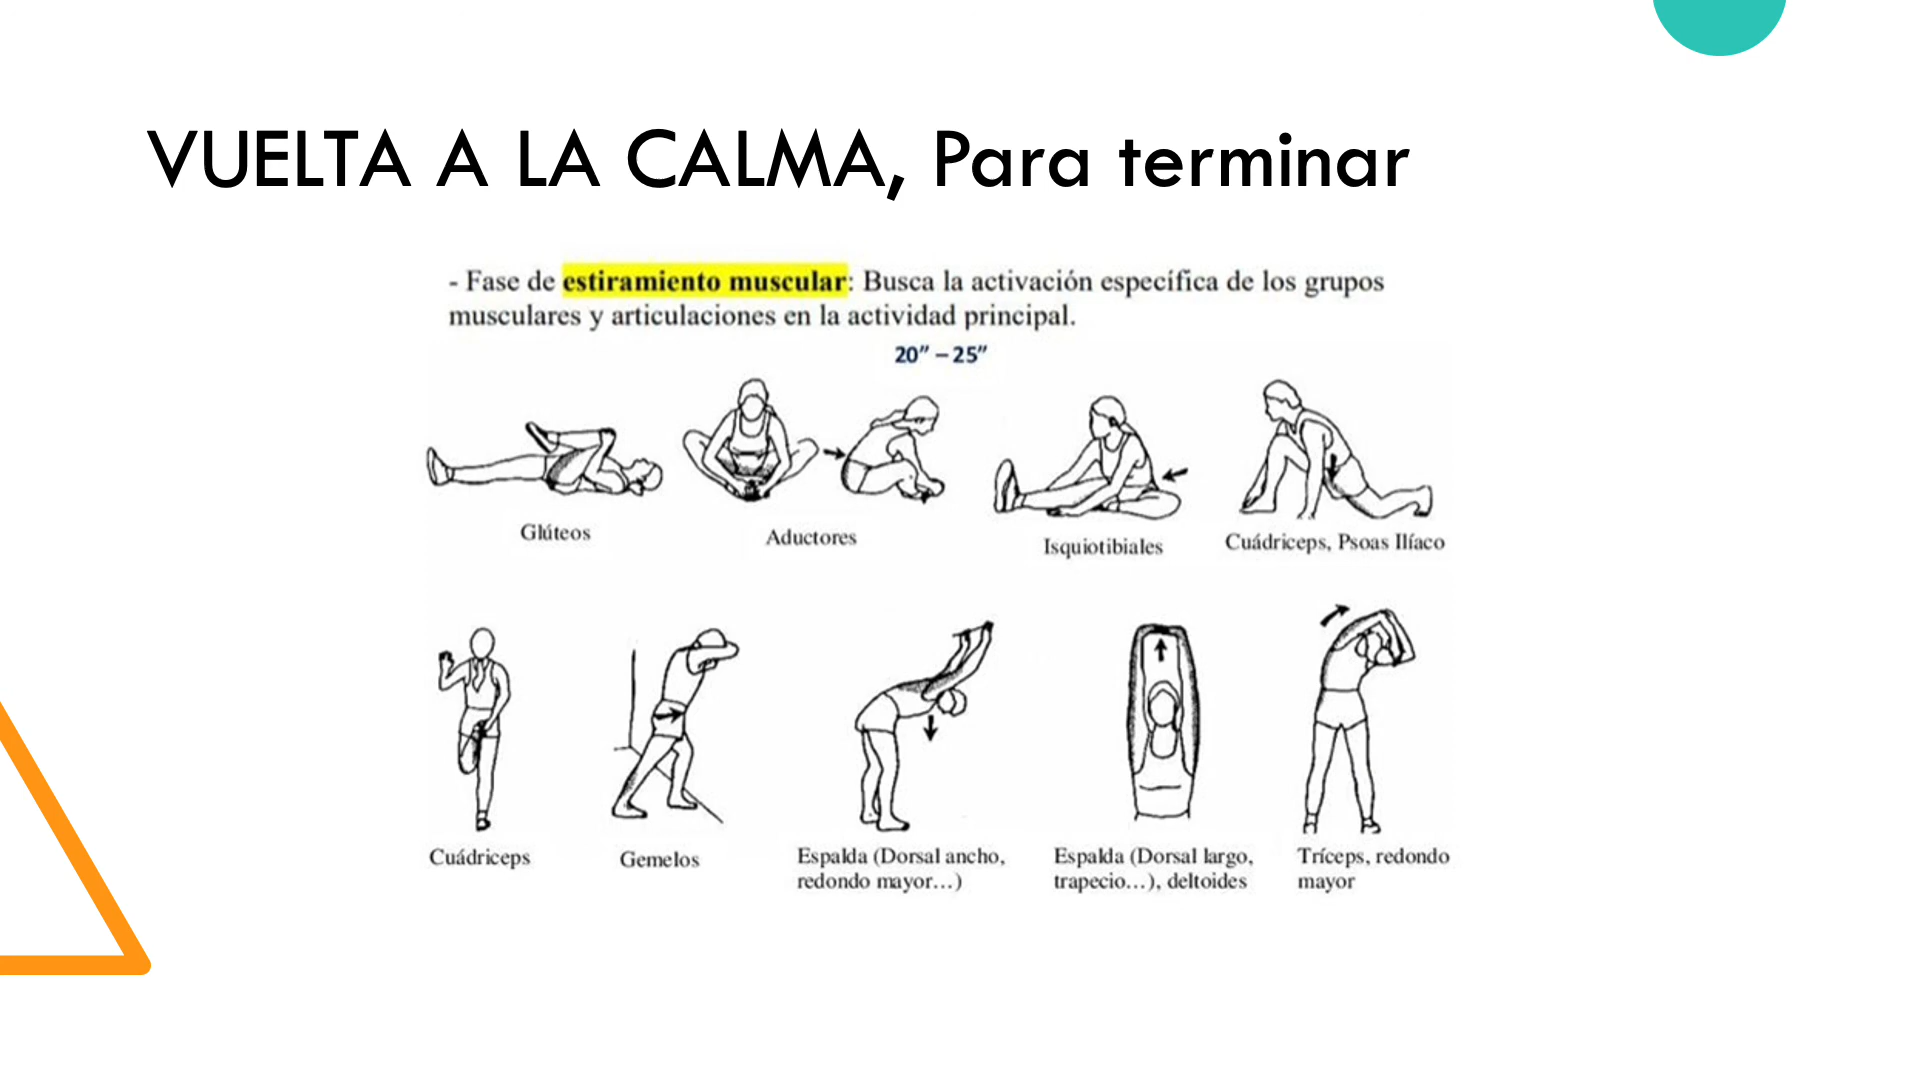 VUELTA A LA CALMA, Para terminar
- Fase de estiramiento muscular: Busca la activación específica de los grupos
musculares y articulaciones en la actividad principal.
20” – 25”
Glúteos
Aductores
Isquiotibiales
Cuádriceps, Psoas Ilíaco
Cuádriceps
Gemelos
Espalda (Dorsal ancho,
redondo mayor...)
Espalda (Dorsal largo,
trapecio...), deltoides
Tríceps, redondo
mayor